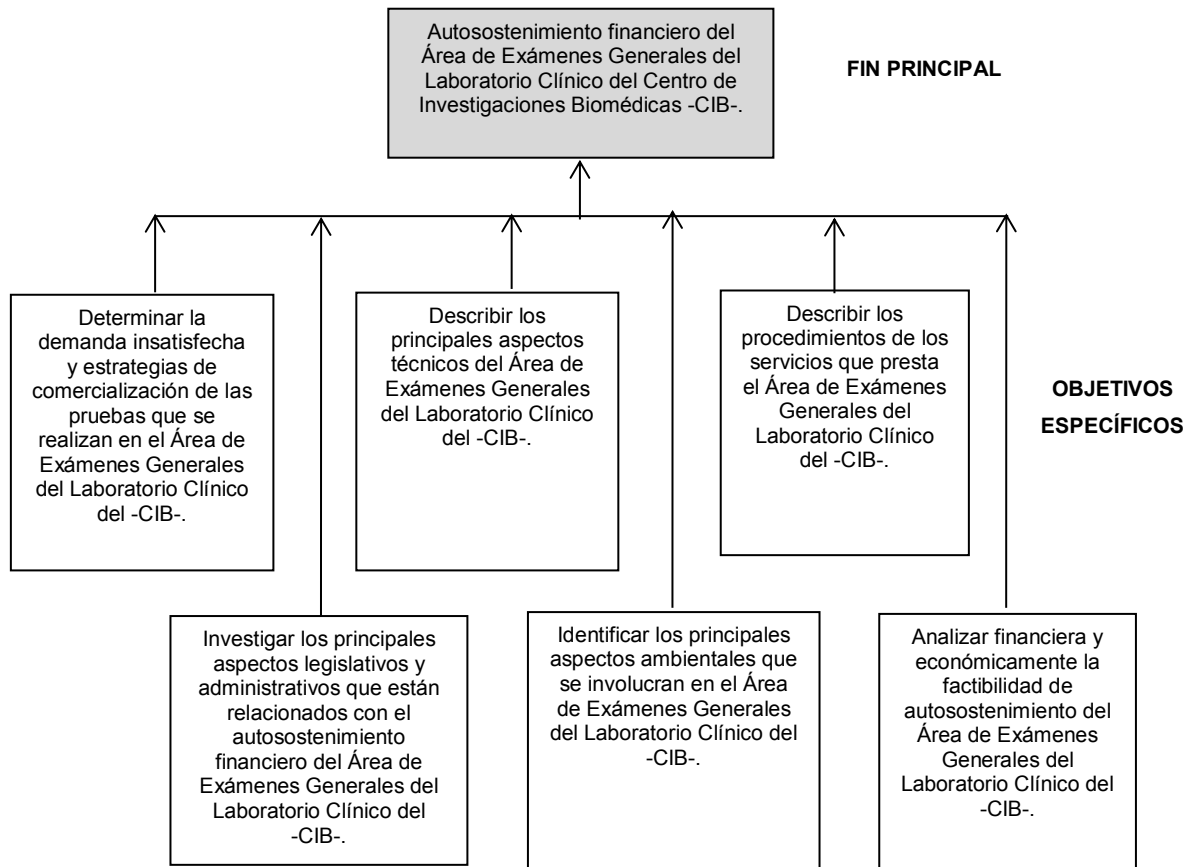 Autosostenimiento financiero del
Área de Exámenes Generales del
Laboratorio Clínico del Centro de
Investigaciones Biomédicas -CIB-.
FIN PRINCIPAL
Determinar la
demanda insatisfecha
y estrategias de
comercialización de las
pruebas que se
realizan en el Área de
Exámenes Generales
del Laboratorio Clínico
del -CIB-.
Describir los
principales aspectos
técnicos del Área de
Exámenes Generales
del Laboratorio Clínico
del -CIB-.
Describir los
procedimientos de los
servicios que presta
el Área de Exámenes
Generales del
Laboratorio Clínico
del -CIB-.
OBJETIVOS
ESPECÍFICOS
Investigar los principales
aspectos legislativos y
administrativos que están
relacionados con el
autosostenimiento
financiero del Área de
Exámenes Generales del
Laboratorio Clínico del
-CIB-.
Identificar los principales
aspectos ambientales que
se involucran en el Área
de Exámenes Generales
del Laboratorio Clínico del
-CIB-.
Analizar financiera y
económicamente la
factibilidad de
autosostenimiento del
Área de Exámenes
Generales del
Laboratorio Clínico del
-CIB-.